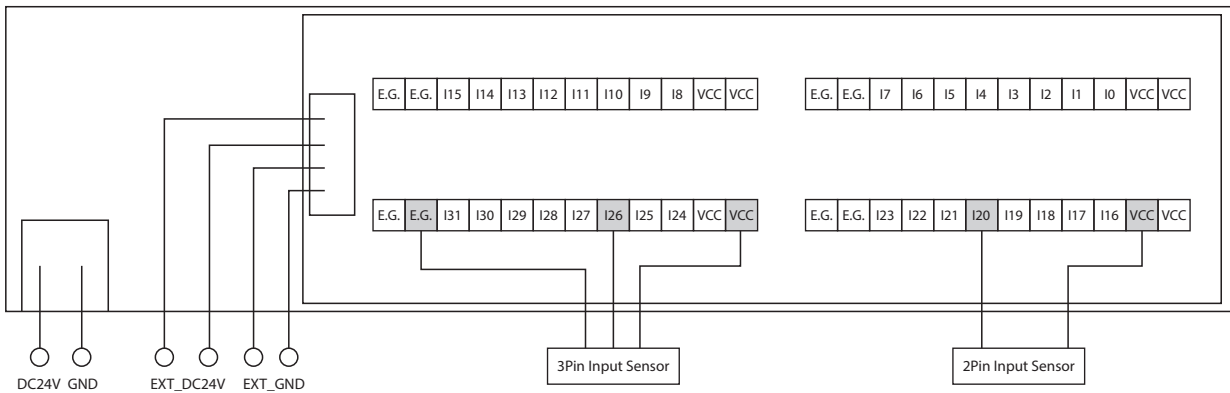 E.G. E.G. I15 I14 I13 I12 I11 I10 I9 I8 VCC VCC
E.G. E.G. I7 I6 I5 I4 I3 I2 I1 I0 VCC VCC
E.G. E.G. I31 I30 I29 I28 I27 I26 I25 I24 VCC VCC
E.G. E.G. I23 I22 I21 I20 I19 I18 I17 I16 VCC VCC
3Pin Input Sensor
2Pin Input Sensor
DC24V GND
EXT_DC24V
EXT_GND